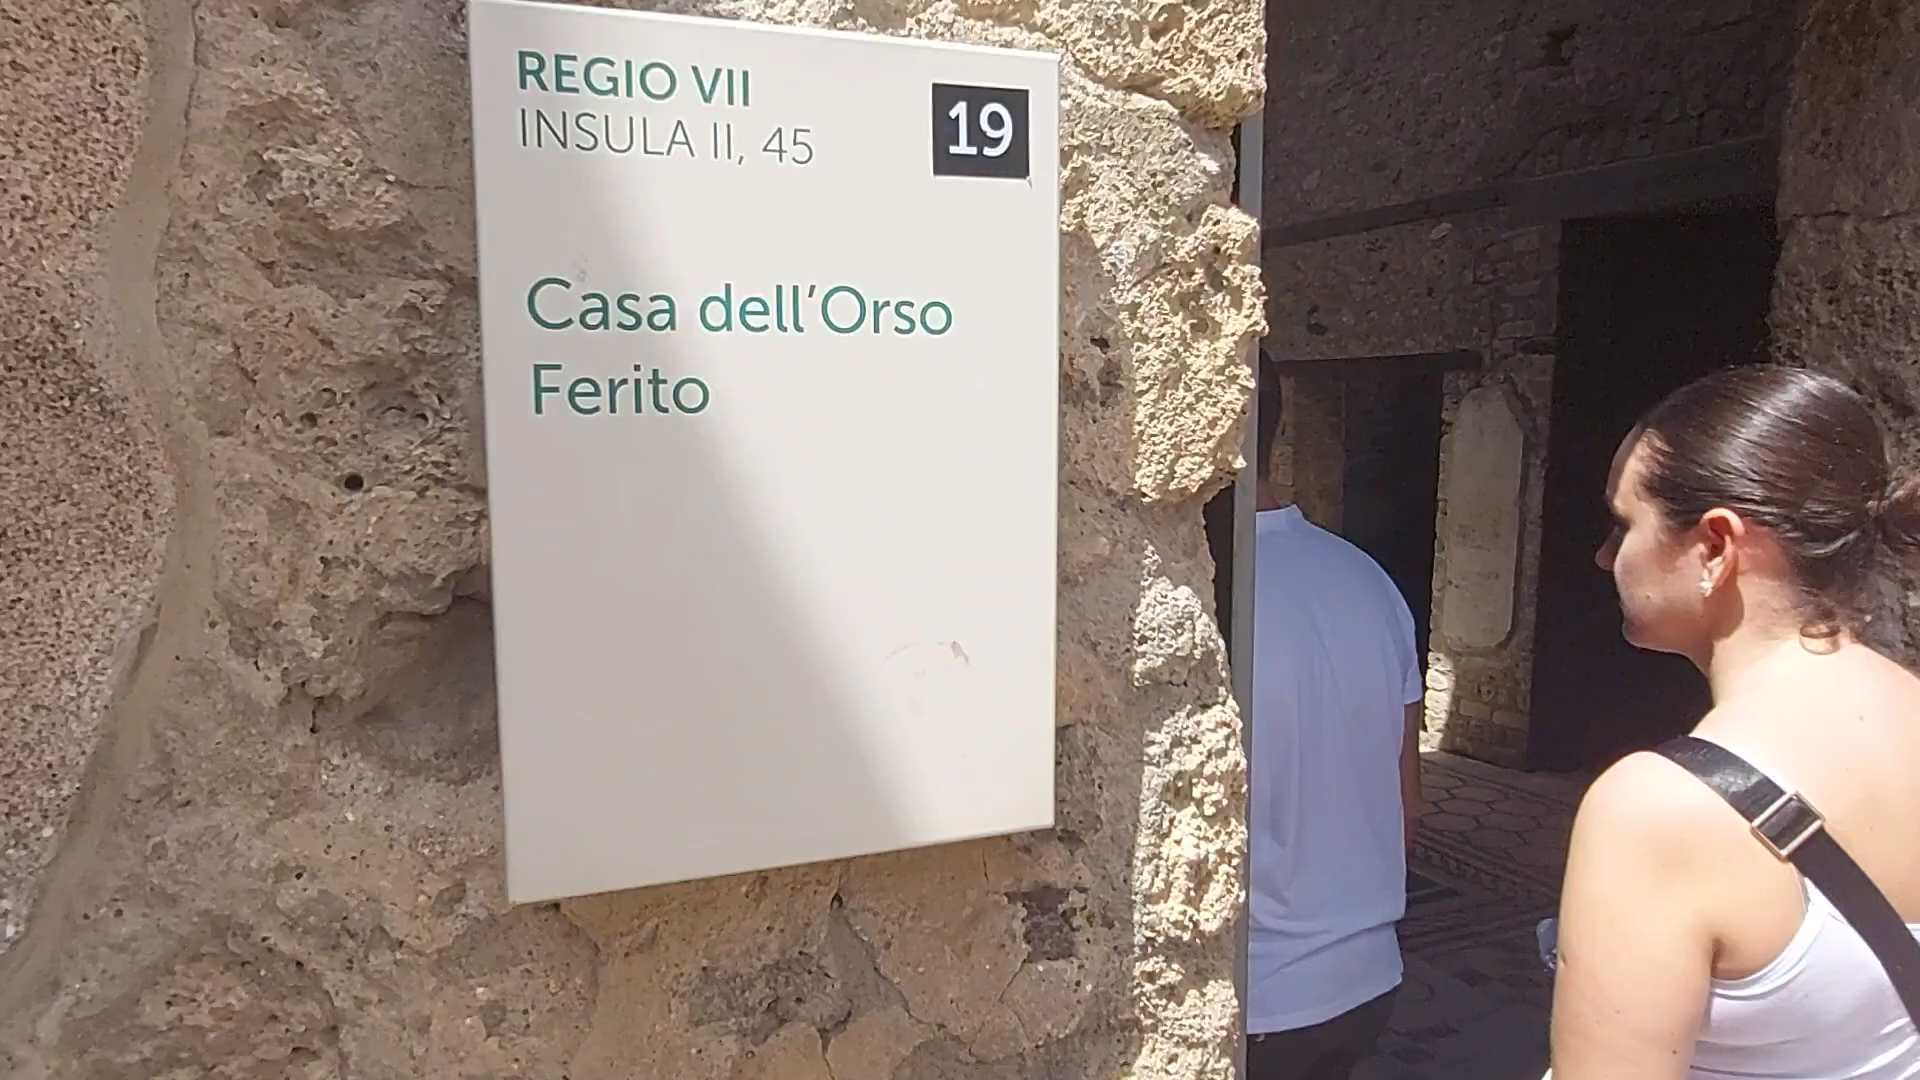 REGIO VII
INSULA II, 45
19
Casa dell'Orso
Ferito